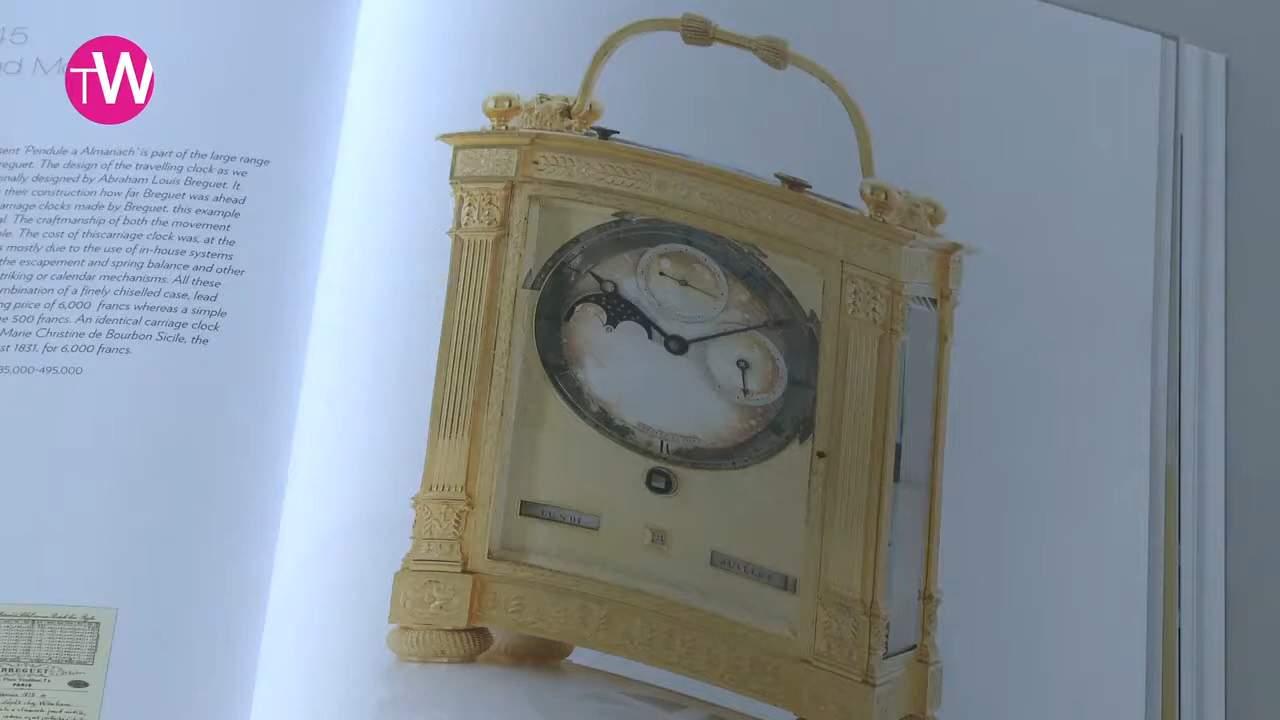 45
nd M
TW
sent 'Pendule a Almanach' is part of the large range
reguet. The design of the travelling clock as we
inally designed by Abraham Louis Breguet. It
their construction how far Breguet was ahead
arriage clocks made by Breguet, this example
al. The craftmanship of both the movement
le. The cost of thiscarriage clock was, at the
s mostly due to the use of in-house systems
the escapement and spring balance and other
triking or calendar mechanisms. All these
mbination of a finely chiselled case, lead
ng price of 6,000 francs whereas a simple
e 500 francs. An identical carriage clock
Marie Christine de Bourbon Sicile, the
st 1831, for 6,000 francs.
85,000-495,000
LUNDI
JUILLET
BREGUET
PARIS